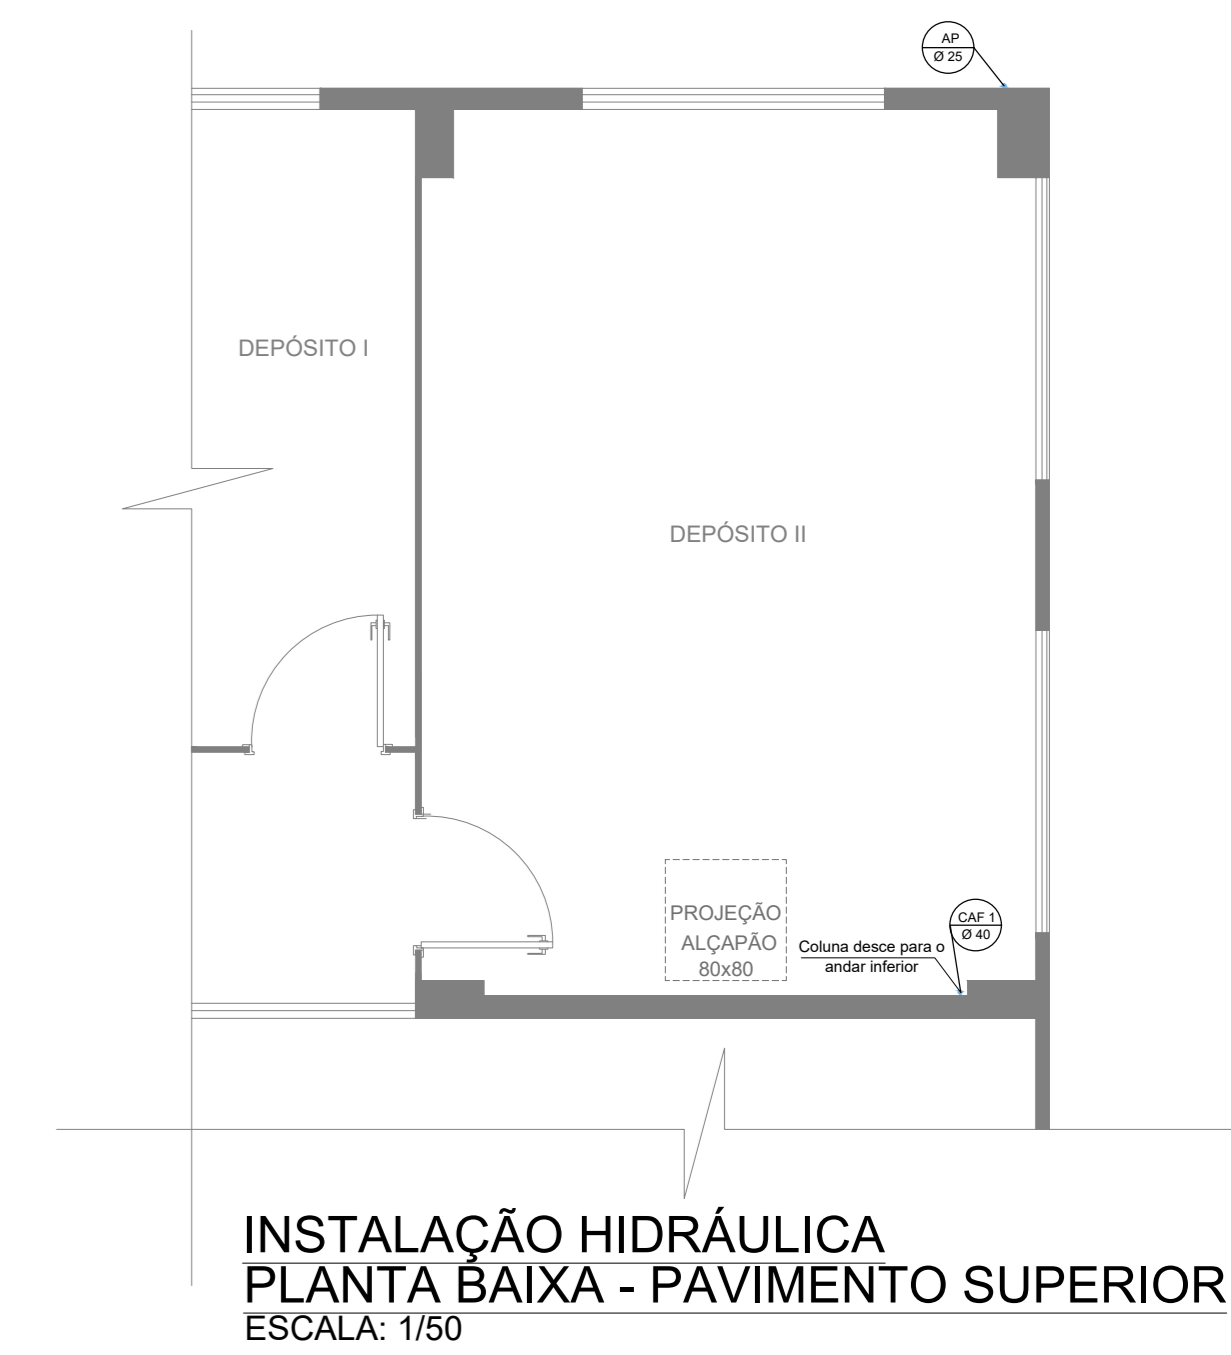 AP
Ø 25
DEPÓSITO I
DEPÓSITO II
PROJEÇÃO
ALÇAPÃO
80x80
Coluna desce para o
andar inferior
CAF 1
Ø 40
INSTALAÇÃO HIDRÁULICA
PLANTA BAIXA - PAVIMENTO SUPERIOR
ESCALA: 1/50